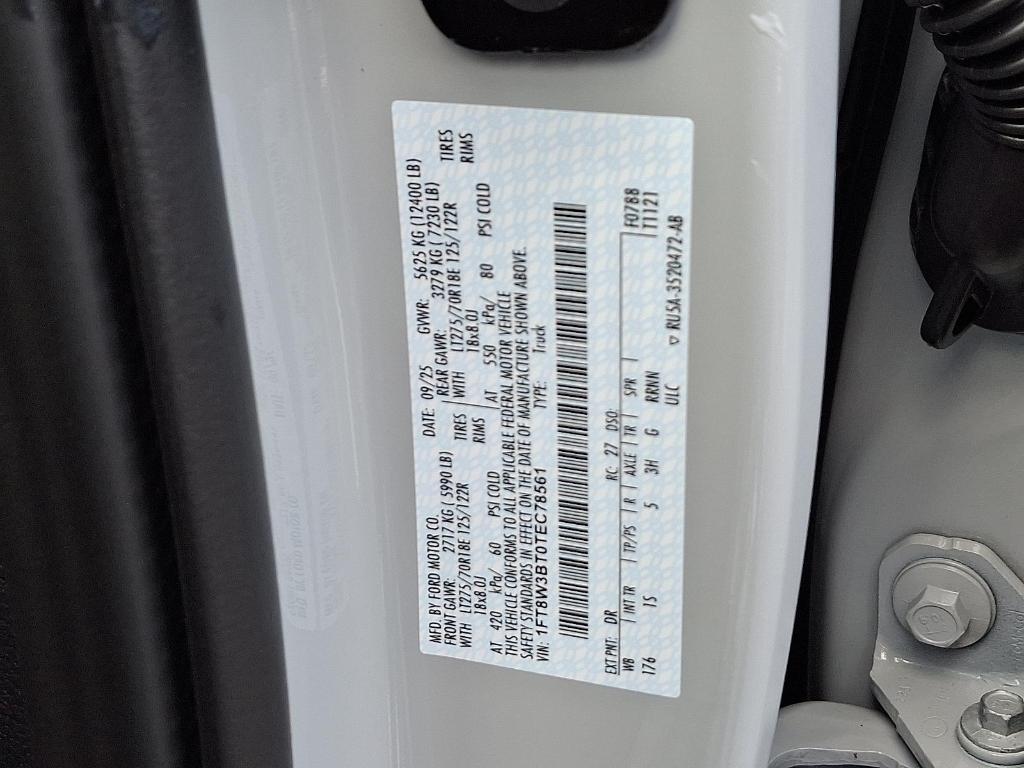 MFD. BY FORD MOTOR CO. DATE: 09/25 GVWR: 5625 KG (12400 LB)
FRONT GAWR: 2717 KG ( 5990 LB) REAR GAWR: 3279 KG ( 7230 LB)
WITH LT275/70R18E 125/122R TIRES WITH LT275/70R18E 125/122R TIRES
18x8.0J RIMS 18x8.0J RIMS
AT 420 kPa/ 60 PSI COLD AT 550 kPa/ 80 PSI COLD
THIS VEHICLE CONFORMS TO ALL APPLICABLE FEDERAL MOTOR VEHICLE
SAFETY STANDARDS IN EFFECT ON THE DATE OF MANUFACTURE SHOWN ABOVE.
VIN: 1FT8W3BT0TEC78561 TYPE: Truck
EXT PNT: DR RC: 27 DSO: F0788
WB INT TR TP/PS R AXLE TR SPR T1121
176 IS 5 3H G RRNN
ULC ▽ RU5A-3520472-AB